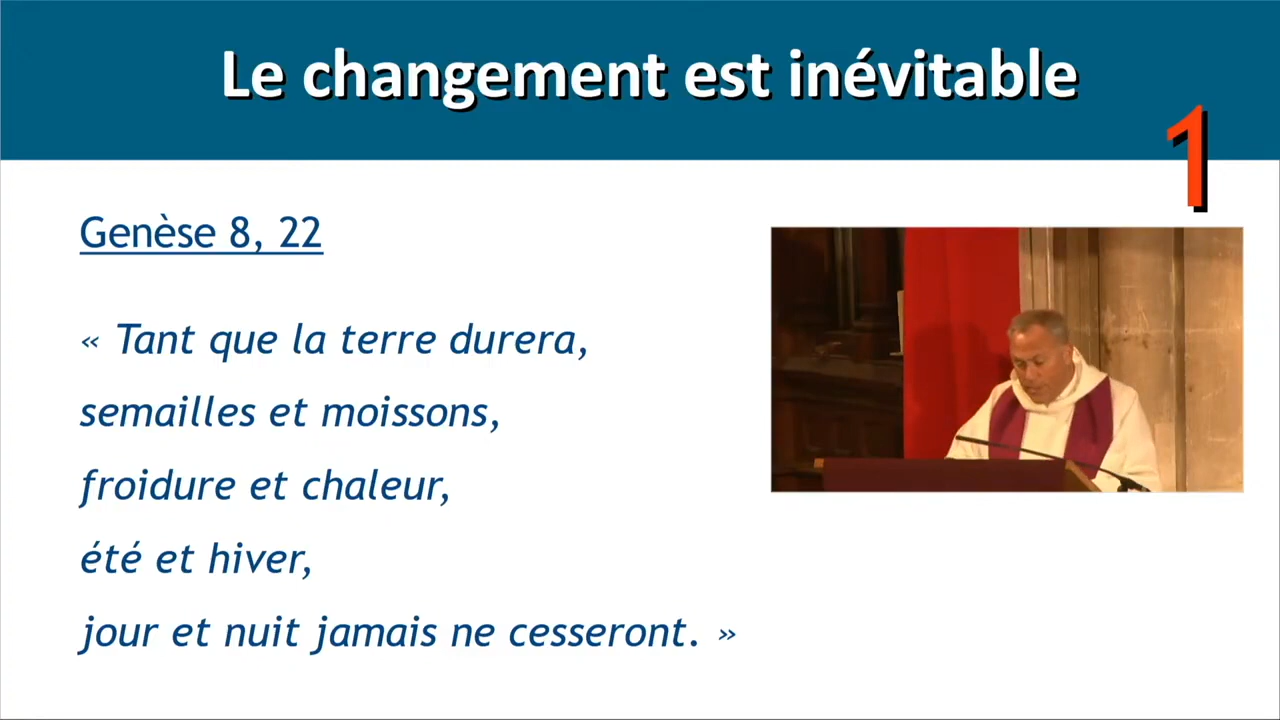 Le changement est inévitable
1
Genèse 8, 22
« Tant que la terre durera,
semailles et moissons,
froidure et chaleur,
été et hiver,
jour et nuit jamais ne cesseront. »